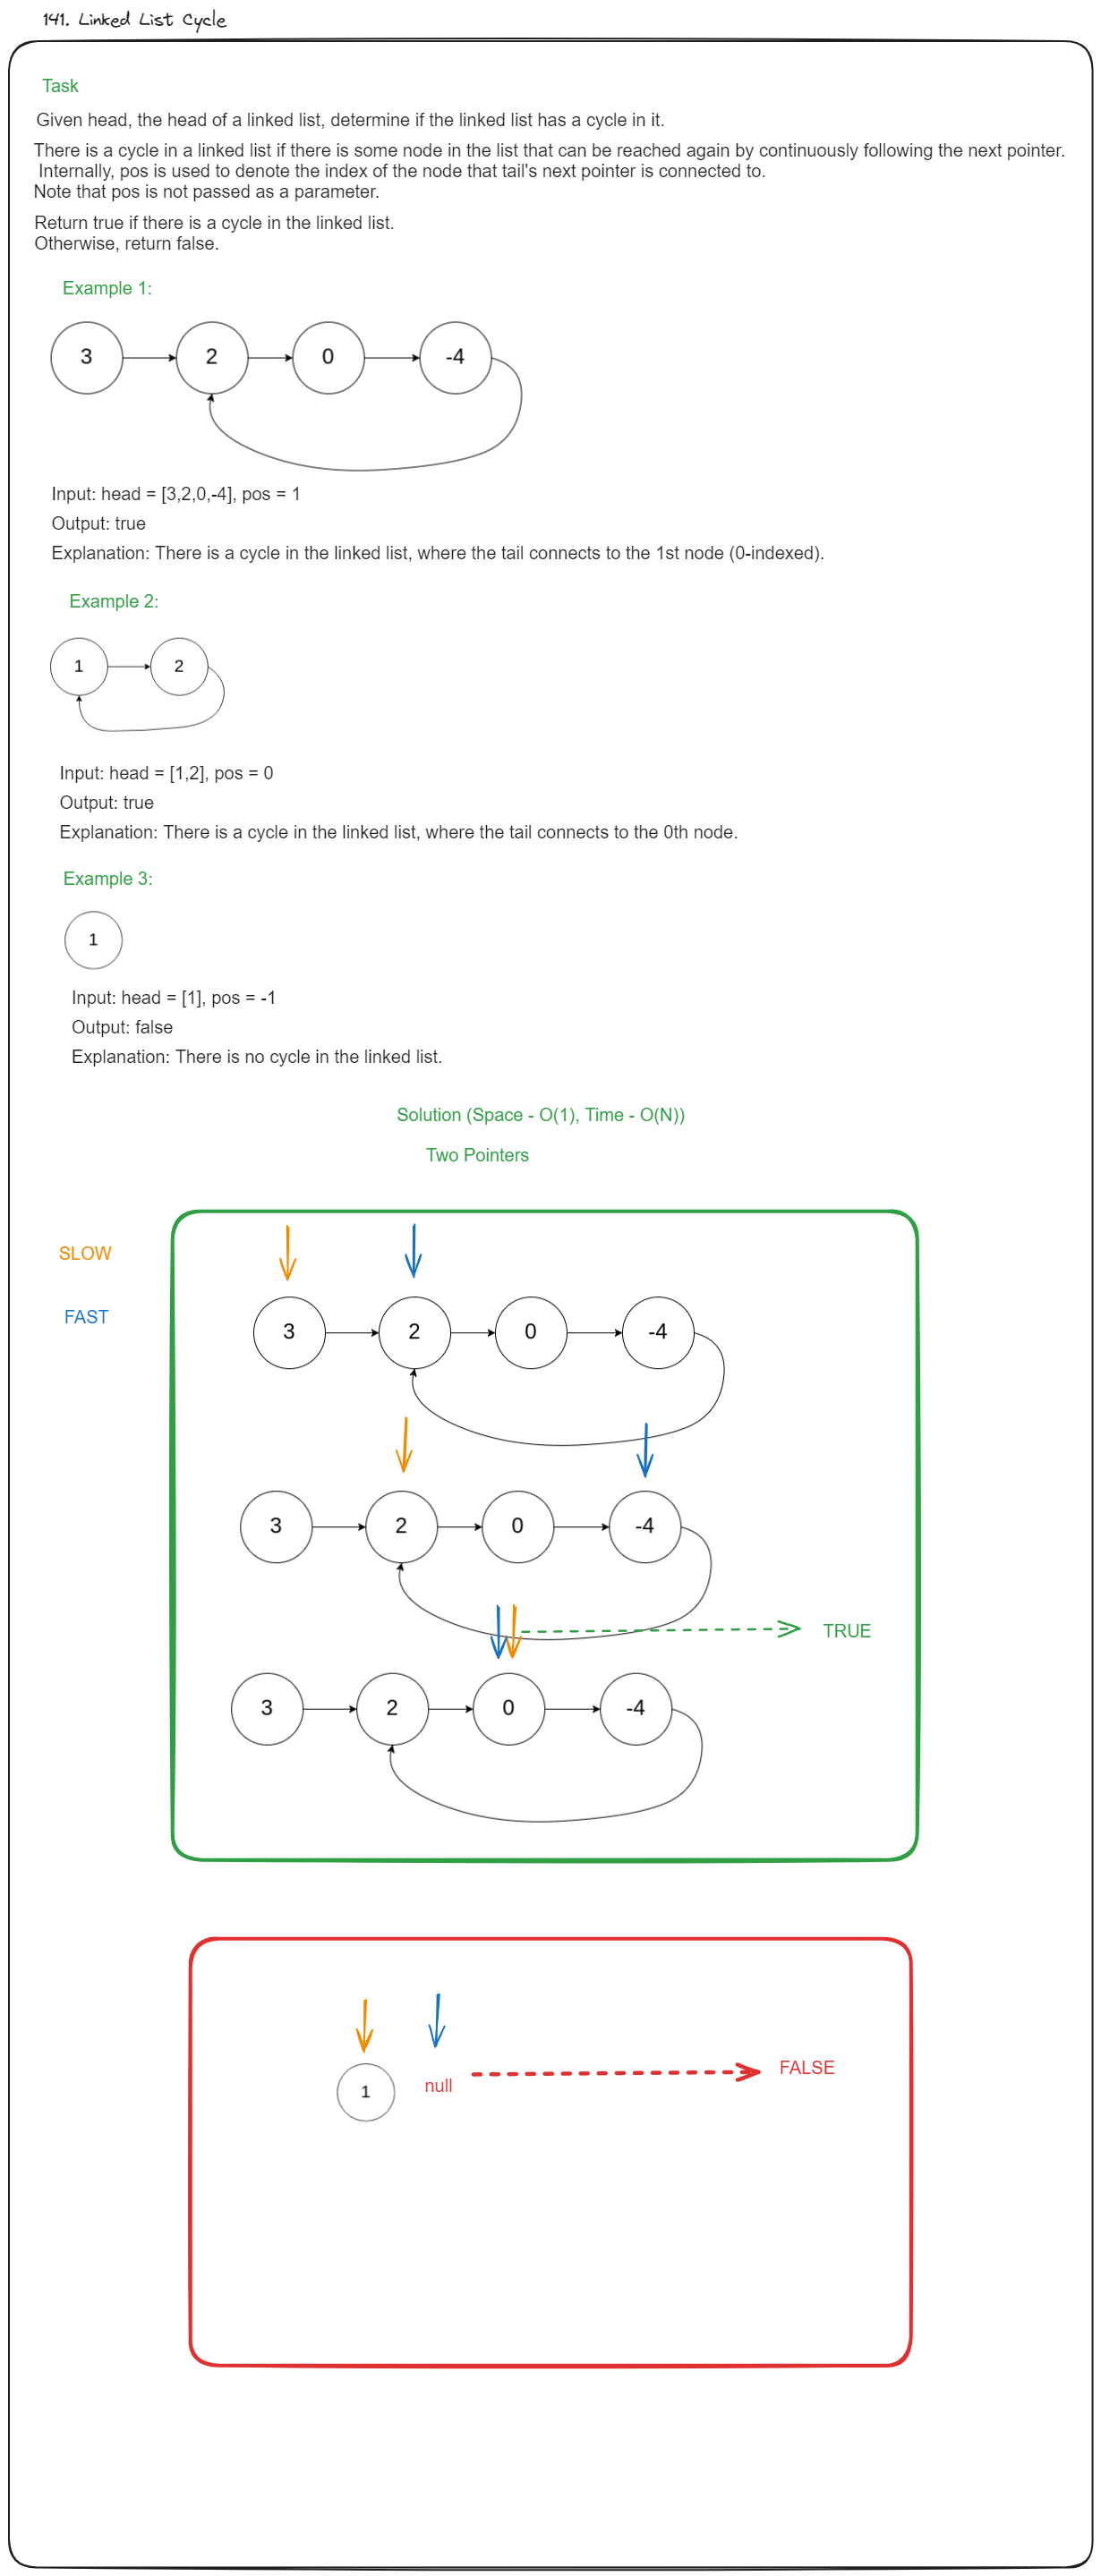 141. Linked List Cycle
Task
Given head, the head of a linked list, determine if the linked list has a cycle in it.
There is a cycle in a linked list if there is some node in the list that can be reached again by continuously following the next pointer.
Internally, pos is used to denote the index of the node that tail's next pointer is connected to.
Note that pos is not passed as a parameter.
Return true if there is a cycle in the linked list.
Otherwise, return false.
Example 1:
3 2 0 -4
Input: head = [3,2,0,-4], pos = 1
Output: true
Explanation: There is a cycle in the linked list, where the tail connects to the 1st node (0-indexed).
Example 2:
1 2
Input: head = [1,2], pos = 0
Output: true
Explanation: There is a cycle in the linked list, where the tail connects to the 0th node.
Example 3:
1
Input: head = [1], pos = -1
Output: false
Explanation: There is no cycle in the linked list.
Solution (Space - O(1), Time - O(N))
Two Pointers
SLOW
FAST
3 2 0 -4
3 2 0 -4
TRUE
3 2 0 -4
FALSE
1 null